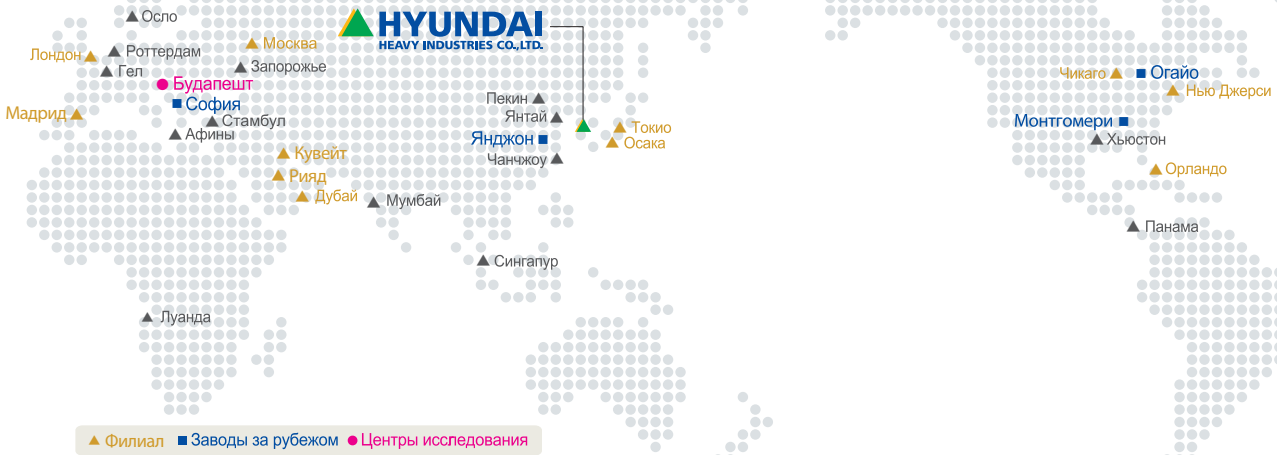 Осло
HYUNDAI
HEAVY INDUSTRIES CO.,LTD.
Москва
Роттердам
Лондон
Запорожье
Гел
Будапешт
София
Мадрид
Стамбул
Афины
Пекин
Янтай
Янджон
Чанчжоу
Токио
Осака
Кувейт
Рияд
Дубай
Мумбай
Сингапур
Луанда
Чикаго
Огайо
Нью Джерси
Монтгомери
Хьюстон
Орландо
Панама
Филиал Заводы за рубежом Центры исследования